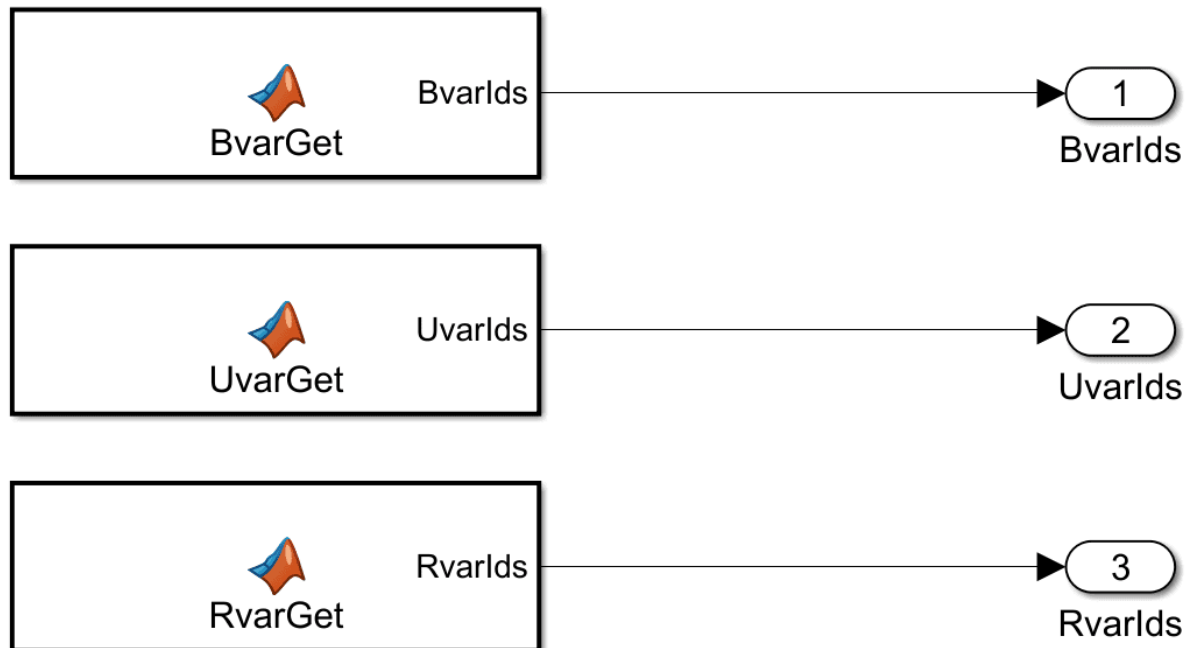 BvarIds
BvarGet
1
BvarIds
UvarIds
UvarGet
2
UvarIds
RvarIds
RvarGet
3
RvarIds